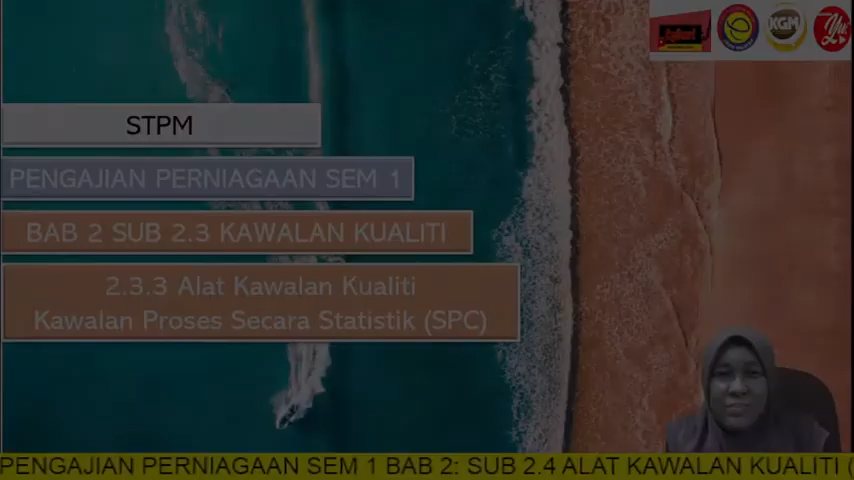 KGM
STPM
PENGAJIAN PERNIAGAAN SEM 1
BAB 2 SUB 2.3 KAWALAN KUALITI
2.3.3 Alat Kawalan Kualiti
Kawalan Proses Secara Statistik (SPC)
PENGAJIAN PERNIAGAAN SEM 1 BAB 2: SUB 2.4 ALAT KAWALAN KUALITI (